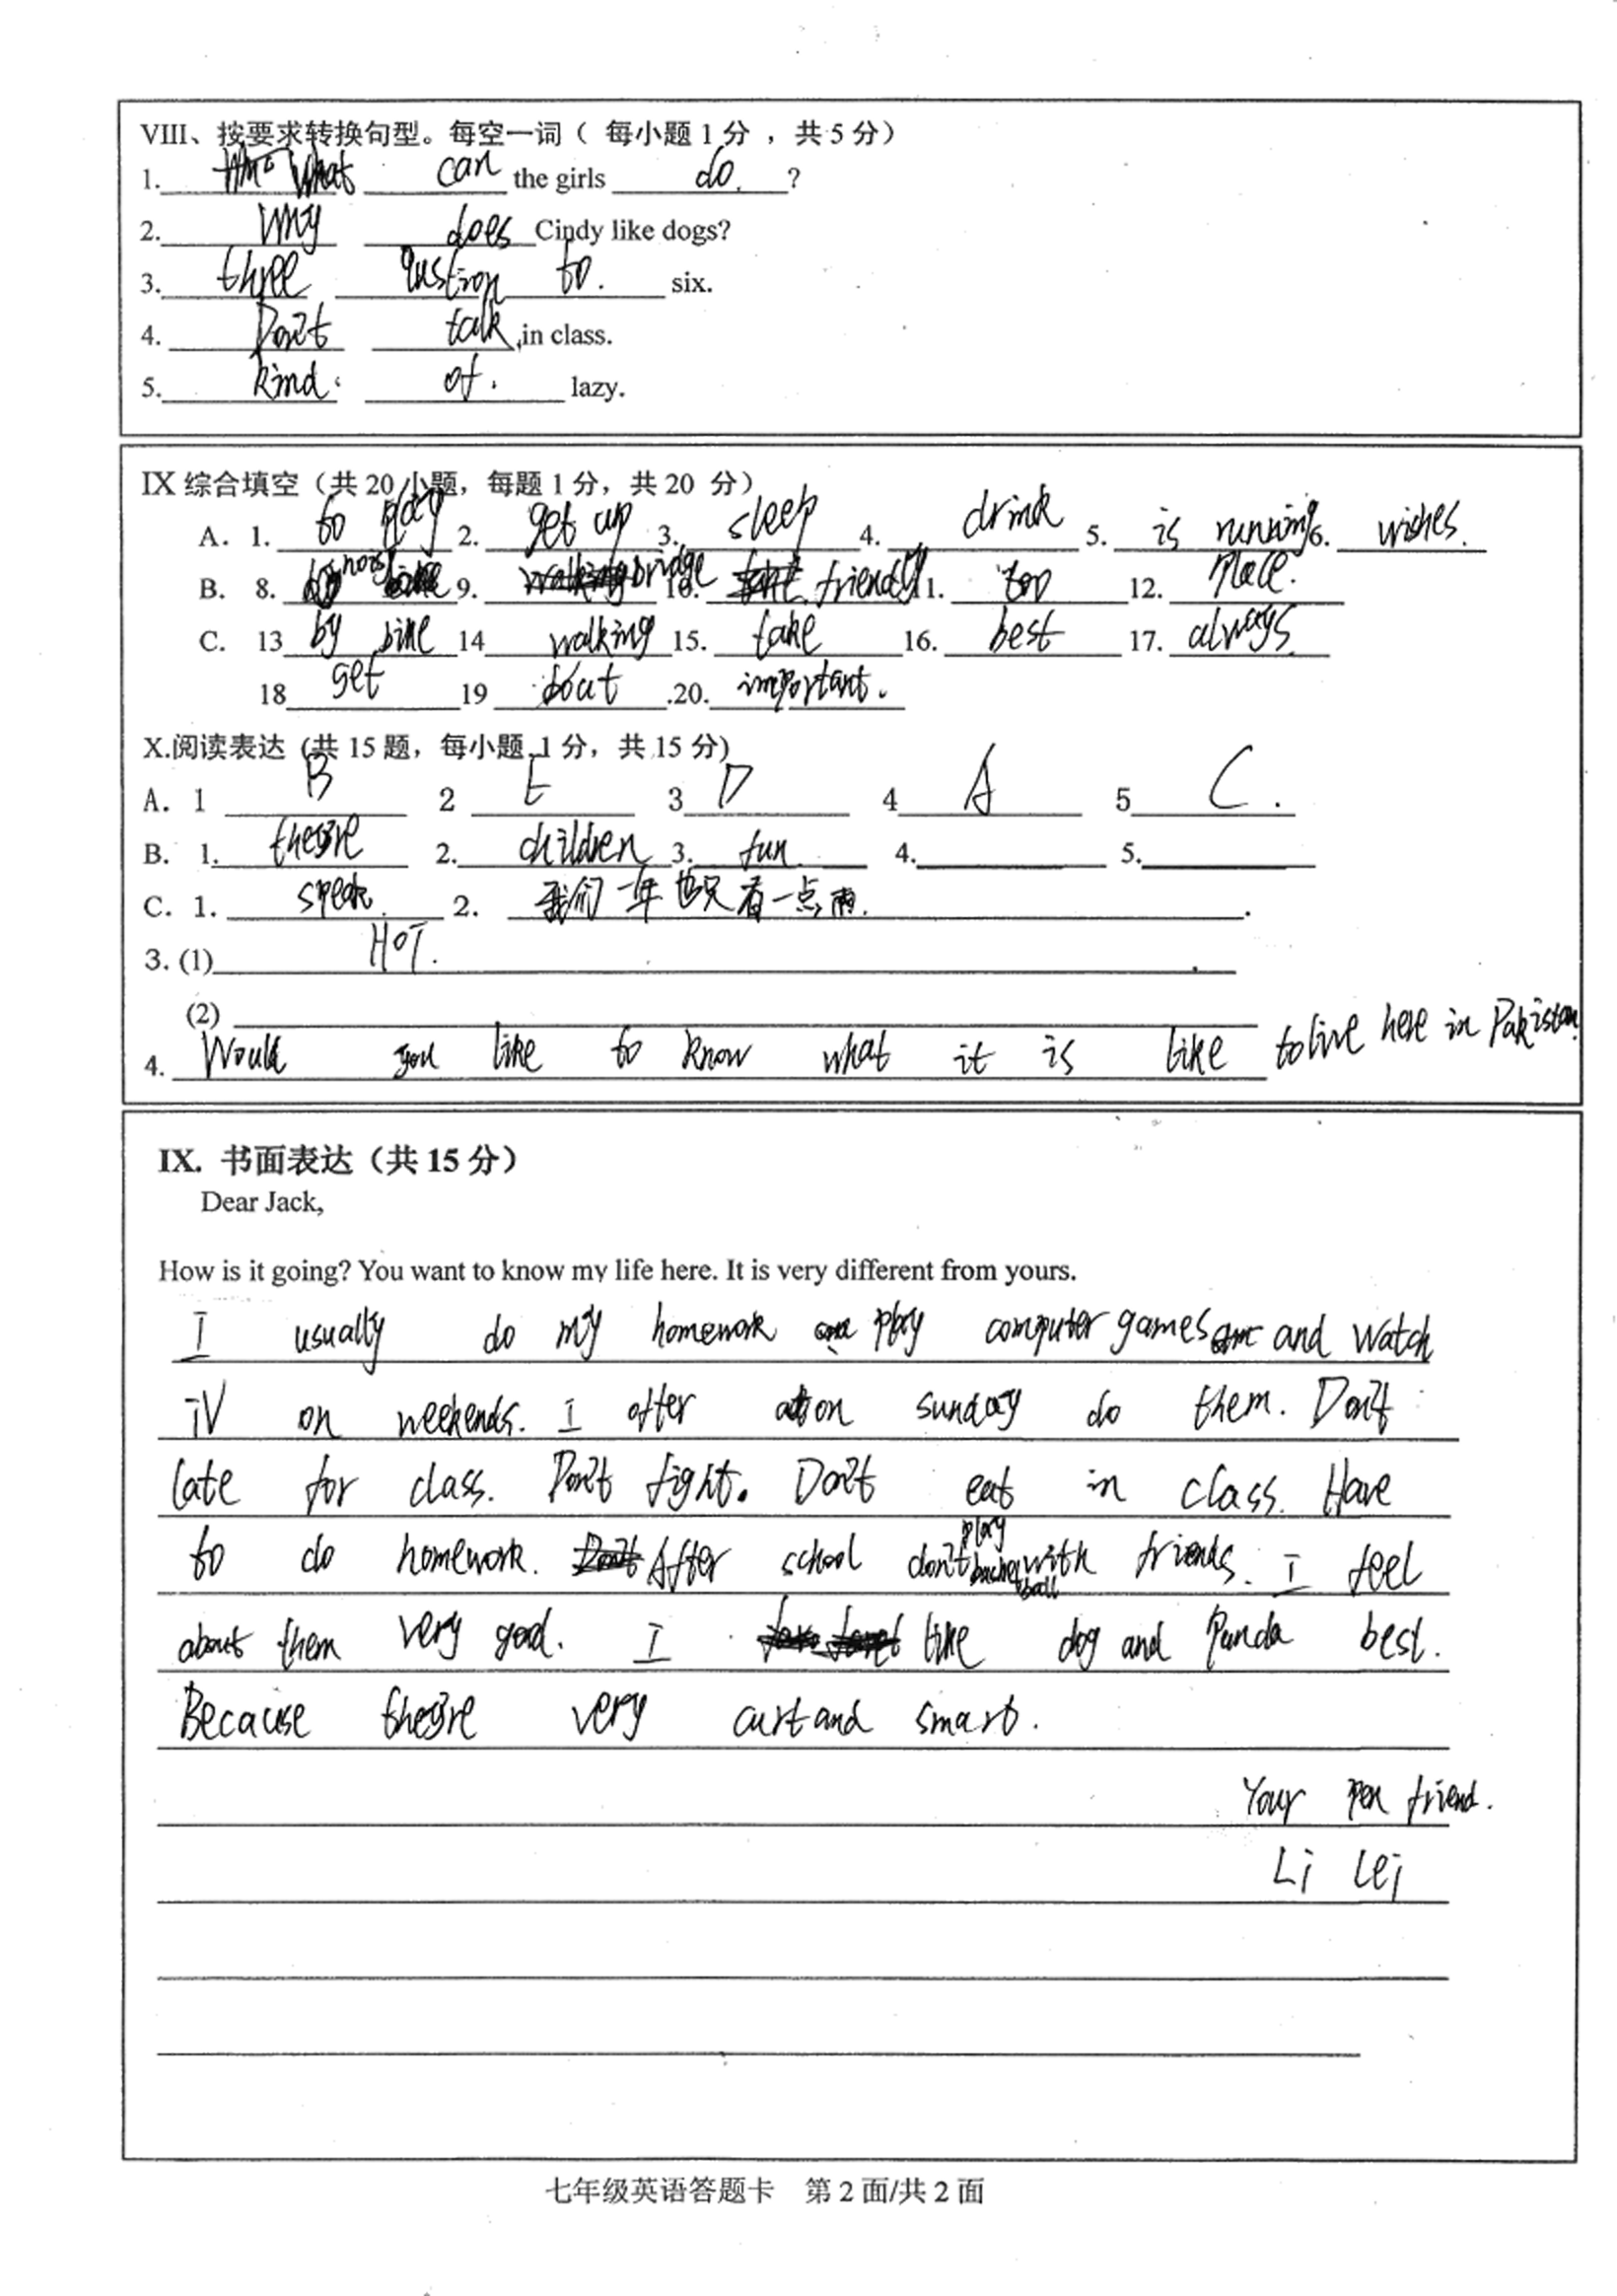 VIII、按要求转换句型。每空一词（ 每小题 1 分 ，共 5 分）
1. What can the girls do. ?
2. Why does Cindy like dogs?
3. three qustion to. six.
4. Don't talk in class.
5. kind of. lazy.
IX 综合填空（共 20 小题，每题 1 分，共 20 分）
A. 1. to play 2. get up 3. sleep 4. drink 5. is running 6. wishes.
B. 8. 9. bridge 10. friendly 11. too 12. place.
C. 13 by bike 14 walking 15. take 16. best 17. always.
18 get 19 bout .20. important.
X.阅读表达 (共 15 题，每小题 1 分，共 15 分)
A. 1 B 2 E 3 D 4 A 5 C.
B. 1. they're 2. children 3. fun 4. 5.
C. 1. speak. 2. 我们一年也只有一点雨. .
3. (1) HOT. .
(2)
4. Would you like to know what it is like to live here in Pakistan.
IX. 书面表达（共 15 分）
Dear Jack,
How is it going? You want to know my life here. It is very different from yours.
I usually do my homework play computer games and watch
TV on weekends. I ofter on sunday do them. Don't
late for class. Don't fight. Don't eat in class. Have
to do homework. After school don't play with friends. I feel
about them very good. I like dog and Panda best.
Because they're very curt and smart.
Your pen friend.
Li Lei
七年级英语答题卡 第 2 面/共 2 面